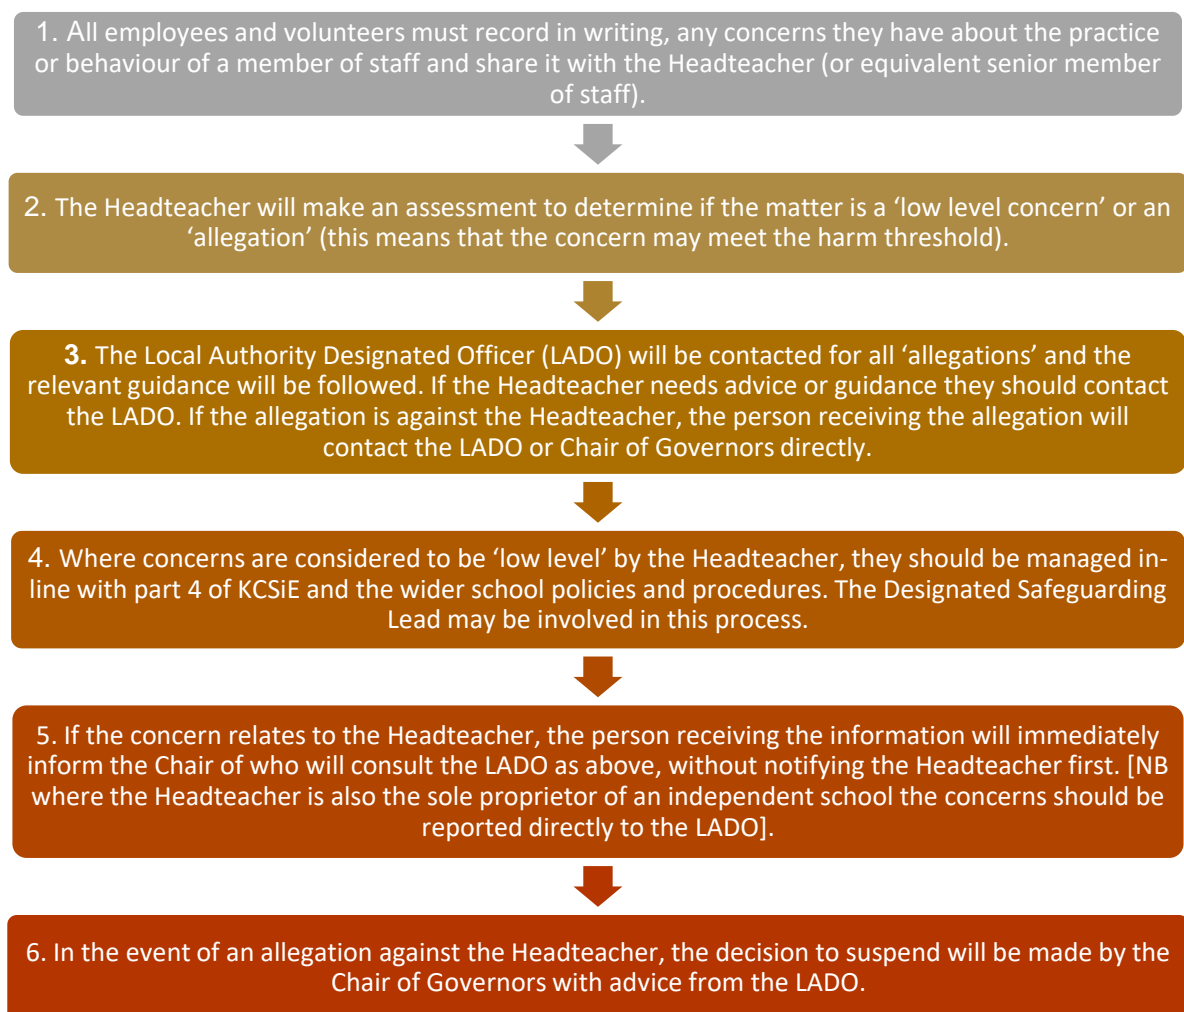 1. All employees and volunteers must record in writing, any concerns they have about the practice
or behaviour of a member of staff and share it with the Headteacher (or equivalent senior member
of staff).
2. The Headteacher will make an assessment to determine if the matter is a ‘low level concern’ or an
‘allegation’ (this means that the concern may meet the harm threshold).
3. The Local Authority Designated Officer (LADO) will be contacted for all ‘allegations’ and the
relevant guidance will be followed. If the Headteacher needs advice or guidance they should contact
the LADO. If the allegation is against the Headteacher, the person receiving the allegation will
contact the LADO or Chair of Governors directly.
4. Where concerns are considered to be ‘low level’ by the Headteacher, they should be managed in-
line with part 4 of KCSiE and the wider school policies and procedures. The Designated Safeguarding
Lead may be involved in this process.
5. If the concern relates to the Headteacher, the person receiving the information will immediately
inform the Chair of who will consult the LADO as above, without notifying the Headteacher first. [NB
where the Headteacher is also the sole proprietor of an independent school the concerns should be
reported directly to the LADO].
6. In the event of an allegation against the Headteacher, the decision to suspend will be made by the
Chair of Governors with advice from the LADO.